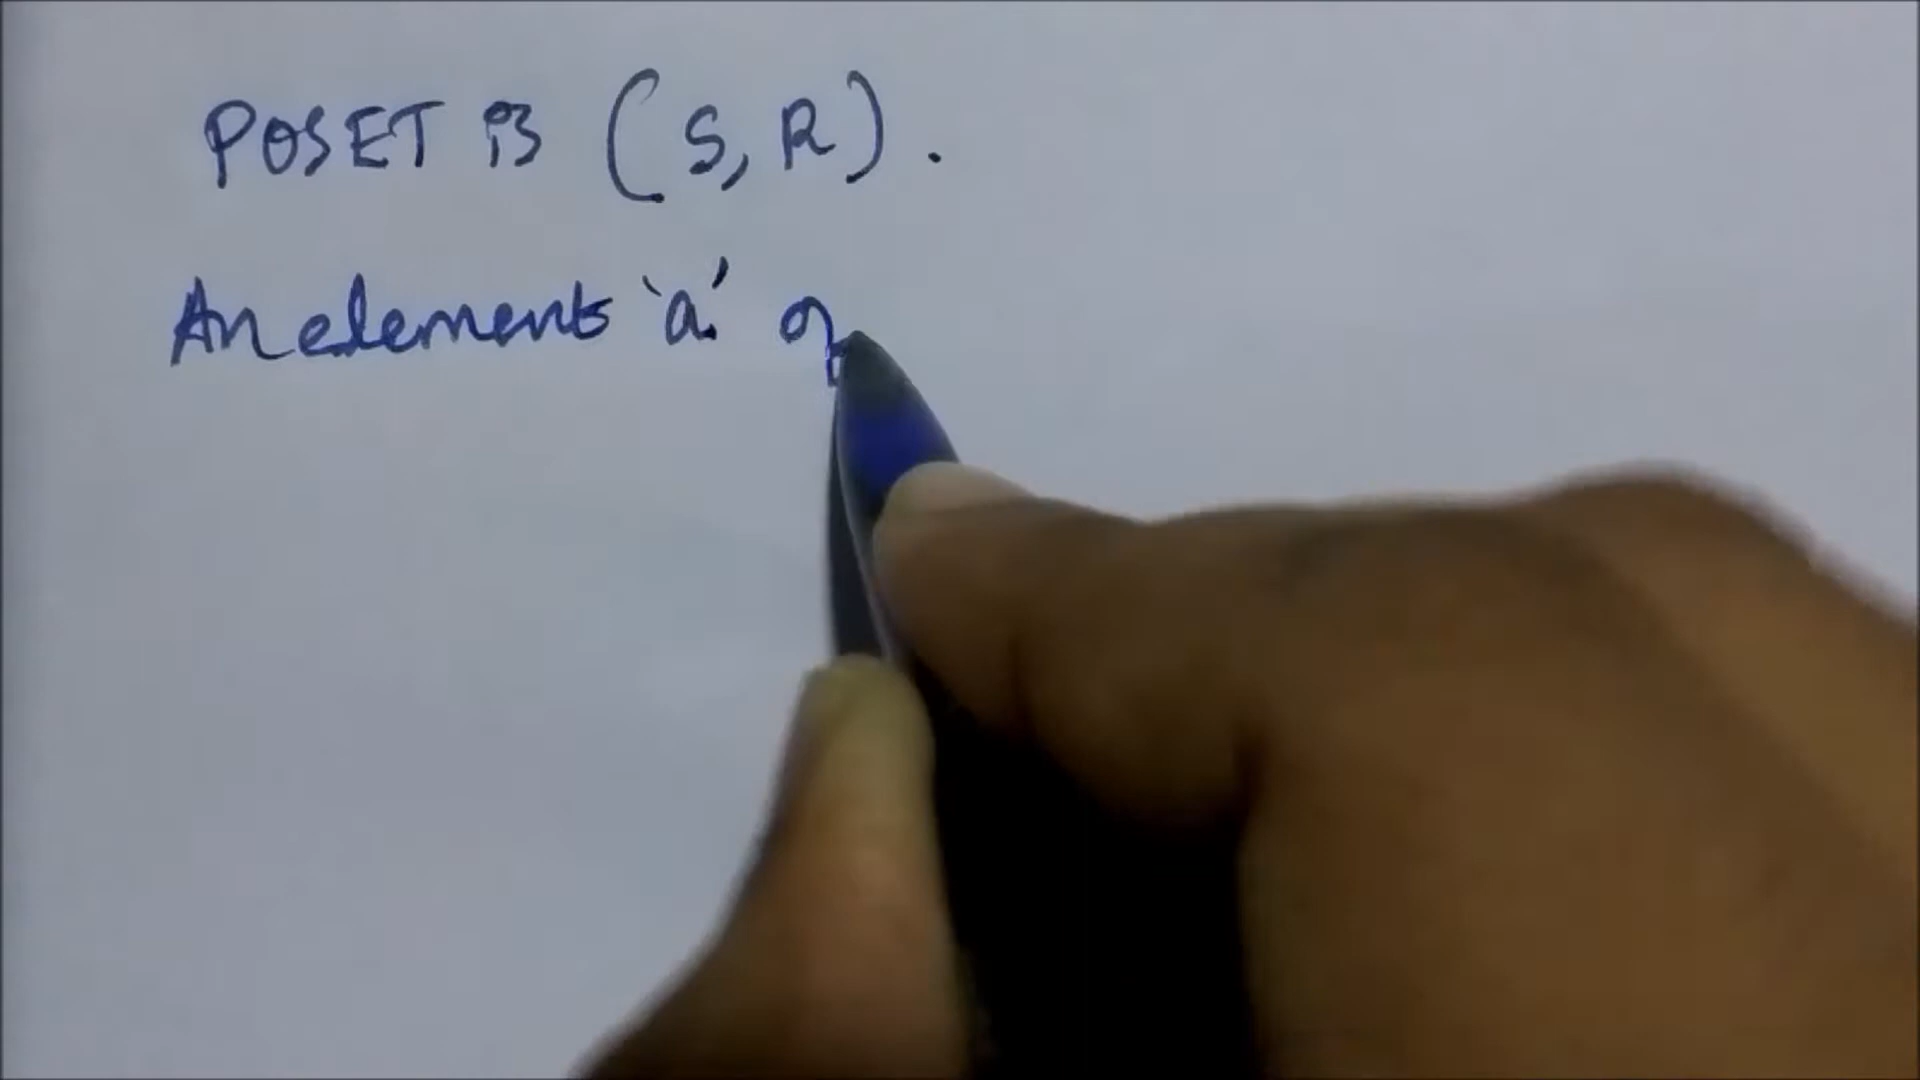 POSET is (S, R).
An element 'a' of